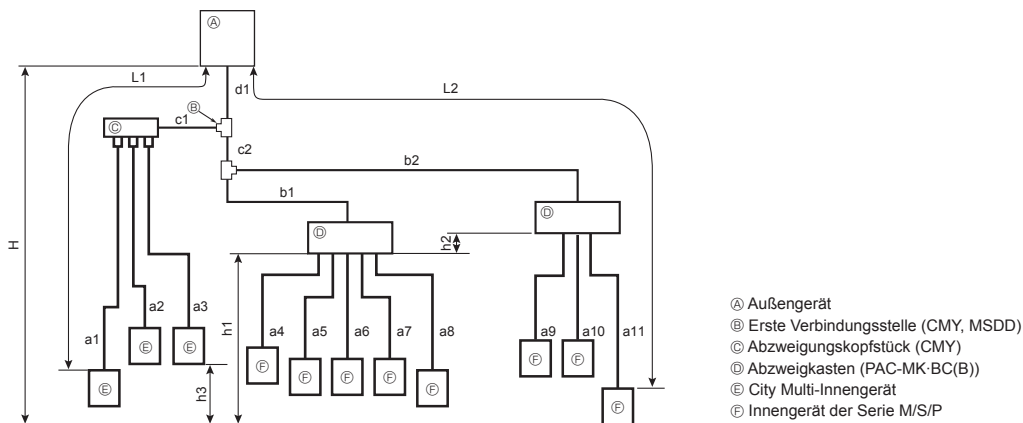 Ⓐ
L1
d1
L2
Ⓑ
c1
Ⓒ
c2
b2
b1
Ⓓ
Ⓓ
h2
H
a1
a2
a3
h1
a4
a5
a6
a7
a8
a9
a10
a11
Ⓔ
Ⓔ
Ⓔ
h3
Ⓕ
Ⓕ
Ⓕ
Ⓕ
Ⓕ
Ⓕ
Ⓕ
Ⓕ
Ⓐ Außengerät
Ⓑ Erste Verbindungsstelle (CMY, MSDD)
Ⓒ Abzweigungskopfstück (CMY)
Ⓓ Abzweigkasten (PAC-MK·BC(B))
Ⓔ City Multi-Innengerät
Ⓕ Innengerät der Serie M/S/P